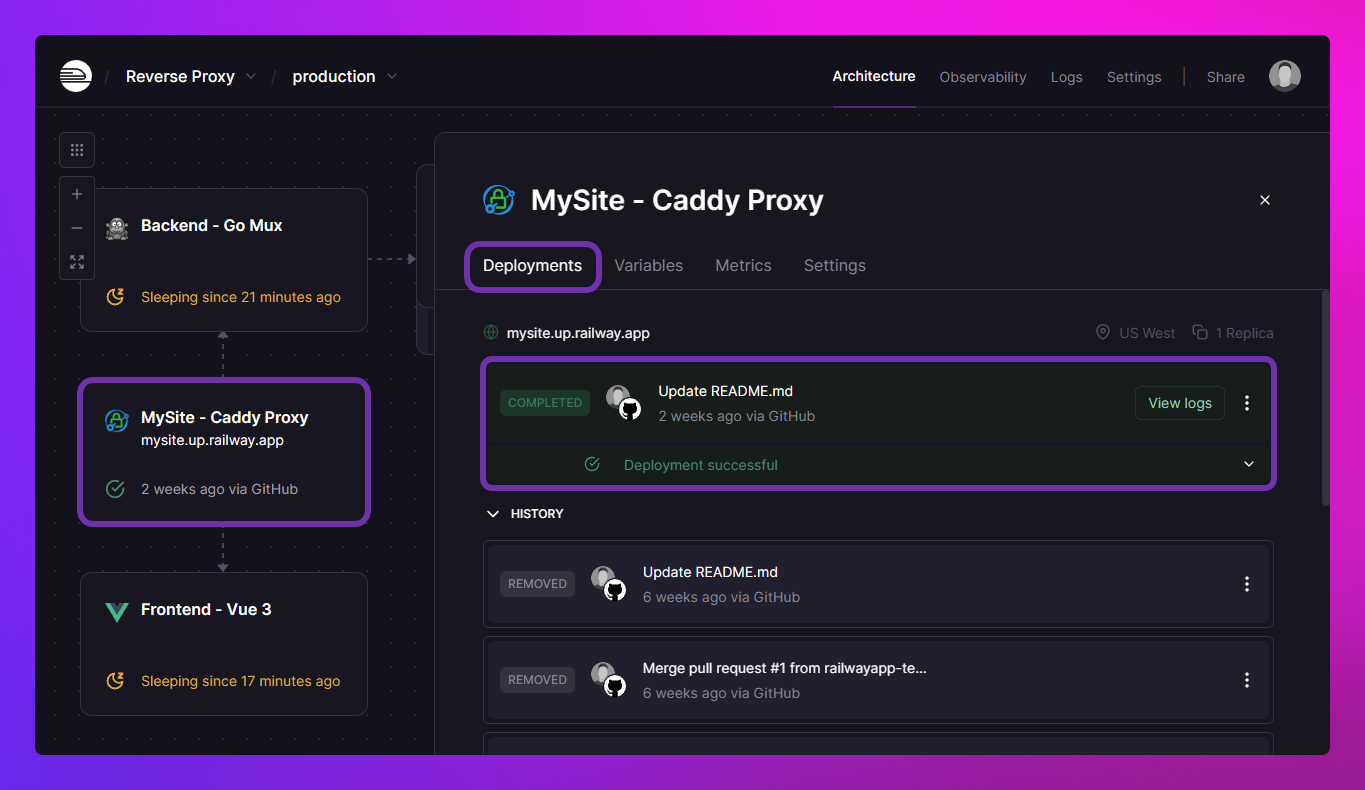 / Reverse Proxy / production
Architecture Observability Logs Settings | Share
Backend - Go Mux
Sleeping since 21 minutes ago
MySite - Caddy Proxy
mysite.up.railway.app
2 weeks ago via GitHub
Frontend - Vue 3
Sleeping since 17 minutes ago
MySite - Caddy Proxy
Deployments Variables Metrics Settings
mysite.up.railway.app US West 1 Replica
COMPLETED Update README.md View logs
2 weeks ago via GitHub
Deployment successful
HISTORY
REMOVED Update README.md
6 weeks ago via GitHub
REMOVED Merge pull request #1 from railwayapp-te...
6 weeks ago via GitHub